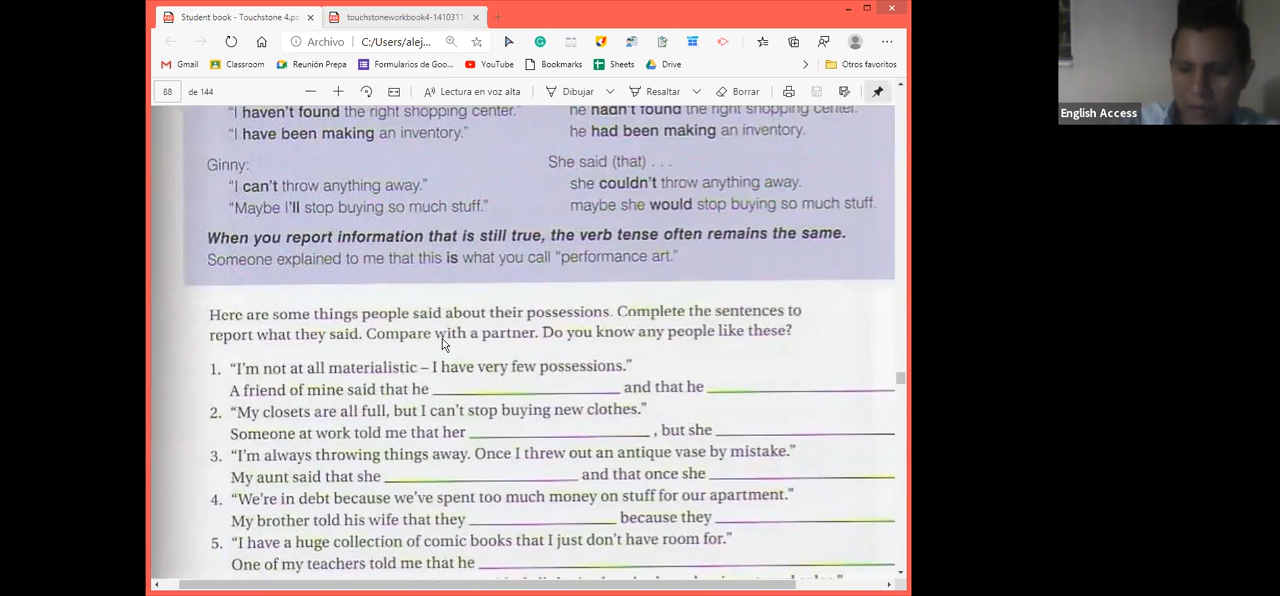 Student book - Touchstone 4.pd
touchstoneworkbook4-1410311
Archivo
C:/Users/alej...
Gmail
Classroom
Reunión Prepa
Formularios de Goo...
YouTube
Bookmarks
Sheets
Drive
Otros favoritos
88
de 144
Lectura en voz alta
Dibujar
Resaltar
Borrar
English Access
"I haven't found the right shopping center." he hadn't found the right shopping center.
"I have been making an inventory." he had been making an inventory.
Ginny: She said (that) . . .
"I can't throw anything away." she couldn't throw anything away.
"Maybe I'll stop buying so much stuff." maybe she would stop buying so much stuff.
When you report information that is still true, the verb tense often remains the same.
Someone explained to me that this is what you call "performance art."
Here are some things people said about their possessions. Complete the sentences to
report what they said. Compare with a partner. Do you know any people like these?
1. "I'm not at all materialistic – I have very few possessions."
A friend of mine said that he ____ and that he ____
2. "My closets are all full, but I can't stop buying new clothes."
Someone at work told me that her ____ , but she ____
3. "I'm always throwing things away. Once I threw out an antique vase by mistake."
My aunt said that she ____ and that once she ____
4. "We're in debt because we've spent too much money on stuff for our apartment."
My brother told his wife that they ____ because they ____
5. "I have a huge collection of comic books that I just don't have room for."
One of my teachers told me that he ____